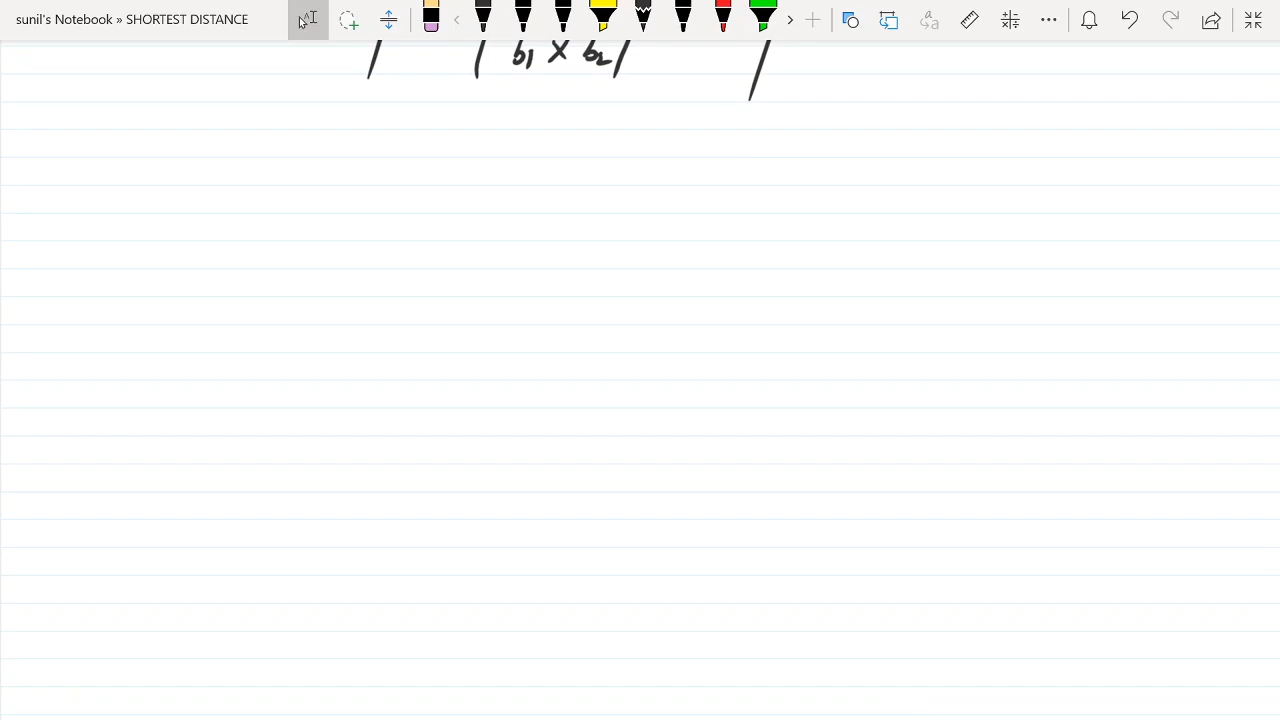 sunil's Notebook » SHORTEST DISTANCE
| | b₁ × b₂ | |